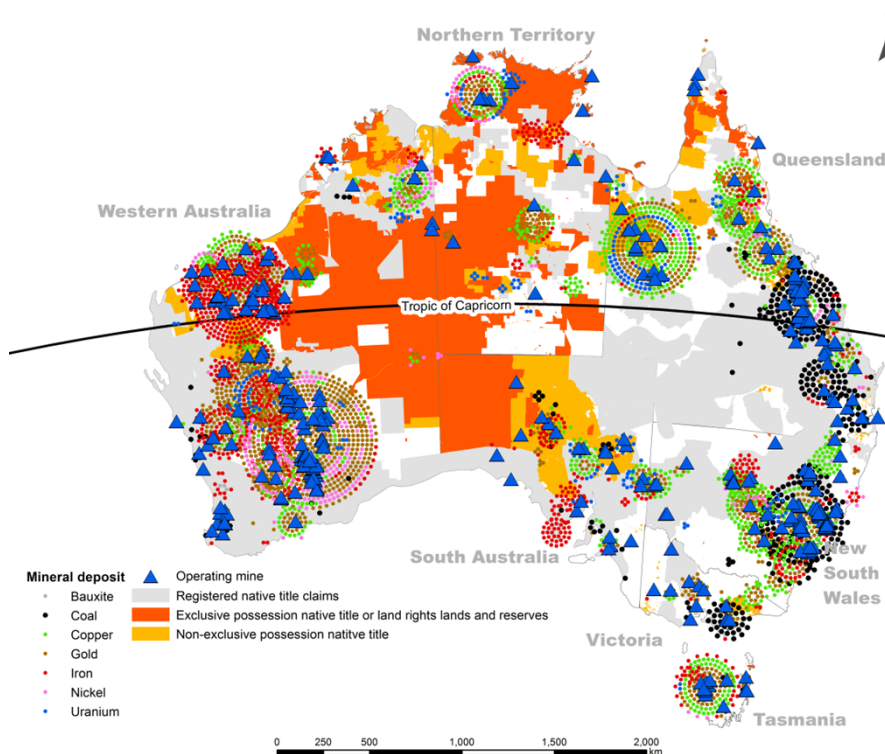 Northern Territory
Queensland
Western Australia
Tropic of Capricorn
South Australia
New
South
Wales
Victoria
Tasmania
Mineral deposit
Bauxite
Coal
Copper
Gold
Iron
Nickel
Uranium
Operating mine
Registered native title claims
Exclusive possession native title or land rights lands and reserves
Non-exclusive possession natitve title
0 250 500 1,000 1,500 2,000
km